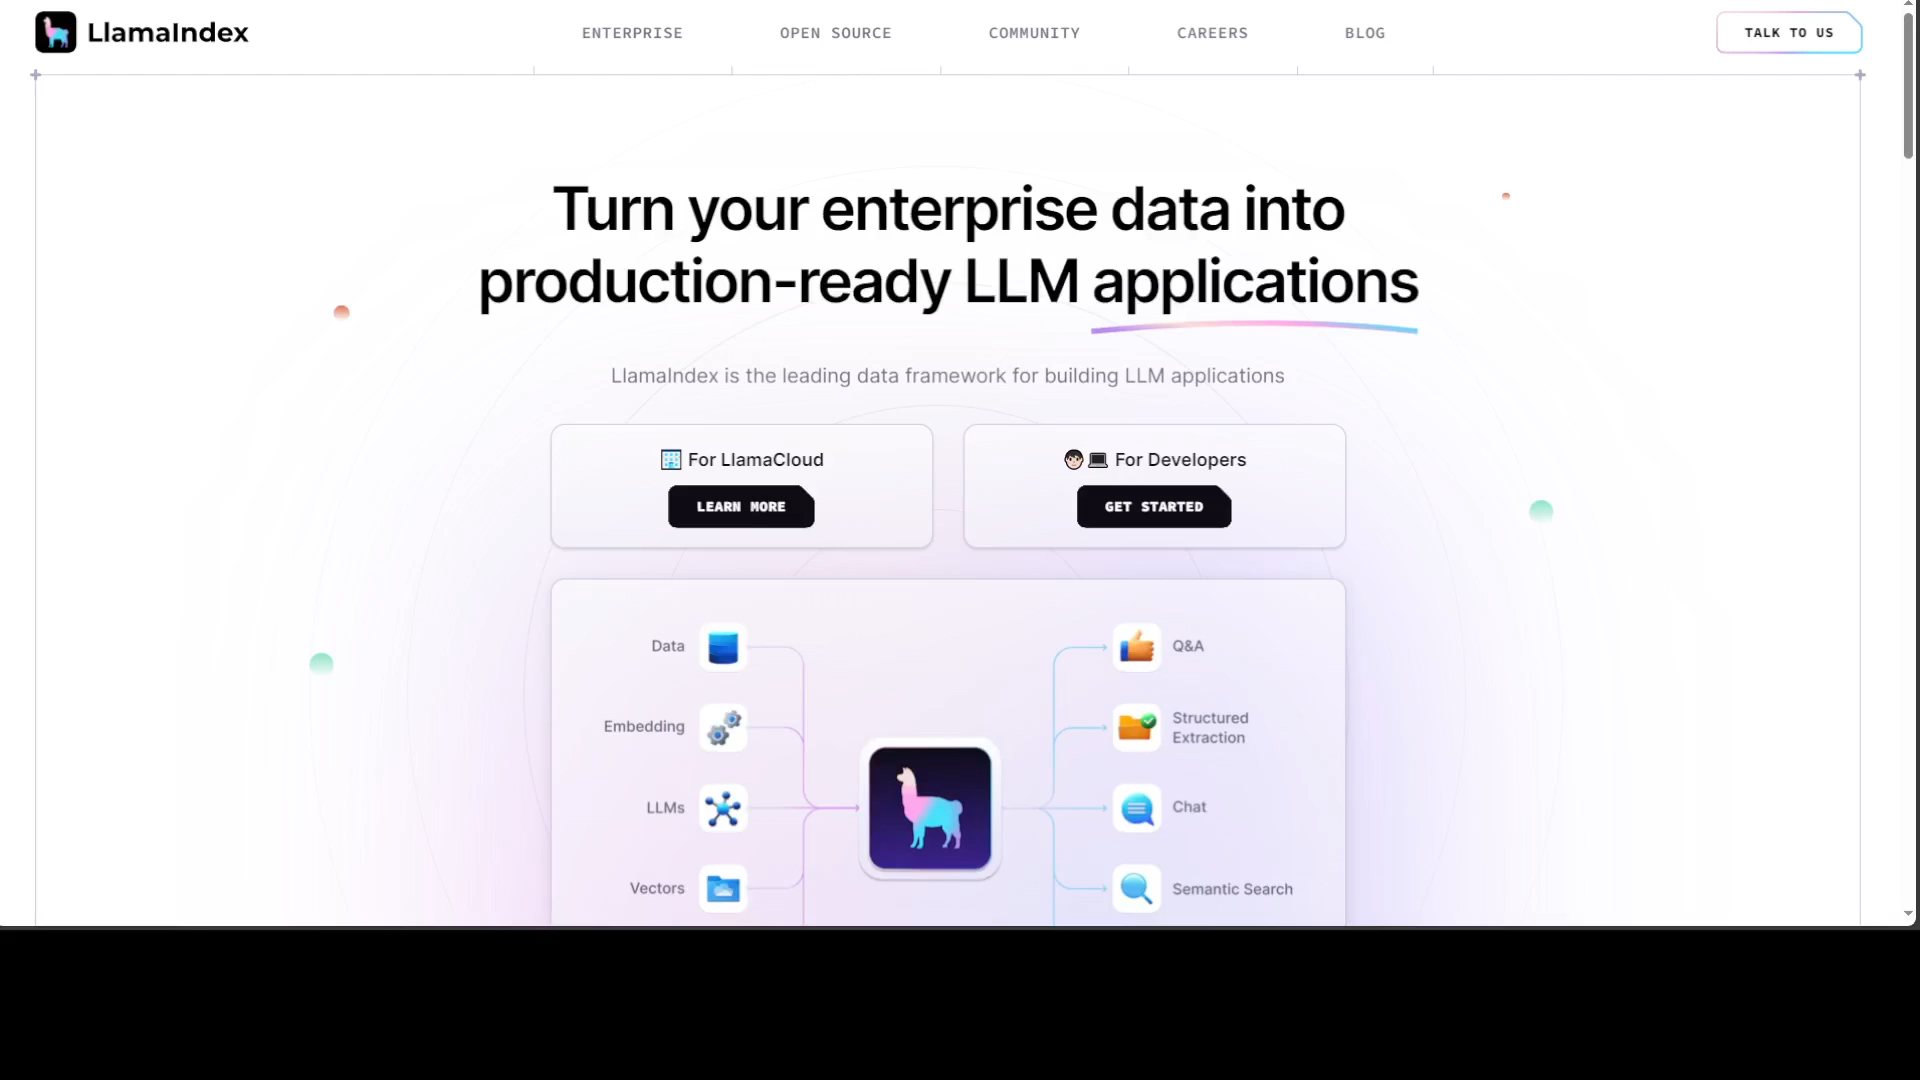 LlamaIndex
ENTERPRISE
OPEN SOURCE
COMMUNITY
CAREERS
BLOG
TALK TO US
Turn your enterprise data into
production-ready LLM applications
LlamaIndex is the leading data framework for building LLM applications
For LlamaCloud
LEARN MORE
For Developers
GET STARTED
Data
Embedding
LLMs
Vectors
Q&A
Structured
Extraction
Chat
Semantic Search